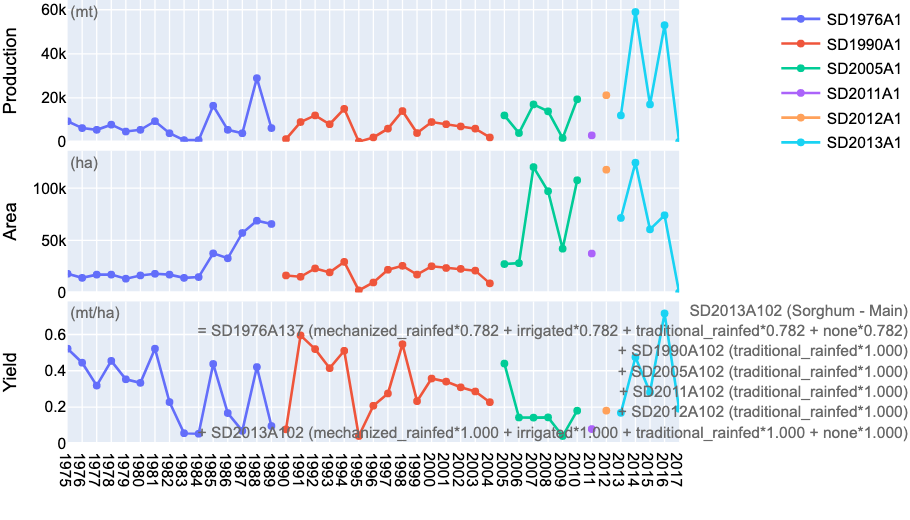 Production
(mt)
60k
40k
20k
0
SD1976A1
SD1990A1
SD2005A1
SD2011A1
SD2012A1
SD2013A1
Area
(ha)
100k
50k
0
Yield
(mt/ha)
0.6
0.4
0.2
0
SD2013A102 (Sorghum - Main)
= SD1976A137 (mechanized_rainfed*0.782 + irrigated*0.782 + traditional_rainfed*0.782 + none*0.782)
+ SD1990A102 (traditional_rainfed*1.000)
+ SD2005A102 (traditional_rainfed*1.000)
+ SD2011A102 (traditional_rainfed*1.000)
+ SD2012A102 (traditional_rainfed*1.000)
+ SD2013A102 (mechanized_rainfed*1.000 + irrigated*1.000 + traditional_rainfed*1.000 + none*1.000)
1975 1976 1977 1978 1979 1980 1981 1982 1983 1984 1985 1986 1987 1988 1989 1990 1991 1992 1993 1994 1995 1996 1997 1998 1999 2000 2001 2002 2003 2004 2005 2006 2007 2008 2009 2010 2011 2012 2013 2014 2015 2016 2017